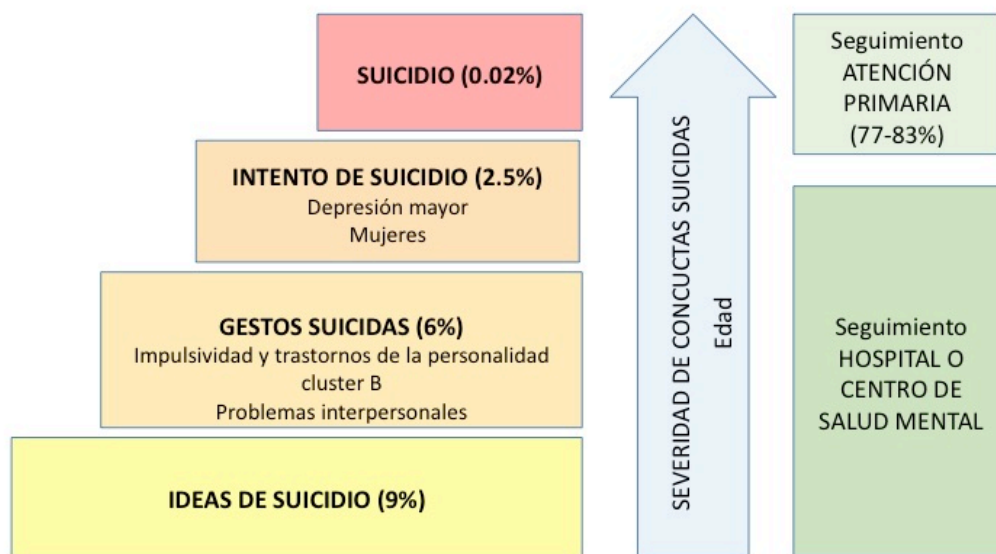 SUICIDIO (0.02%)
INTENTO DE SUICIDIO (2.5%)
Depresión mayor
Mujeres
GESTOS SUICIDAS (6%)
Impulsividad y trastornos de la personalidad
cluster B
Problemas interpersonales
IDEAS DE SUICIDIO (9%)
SEVERIDAD DE CONCUCTAS SUICIDAS
Edad
Seguimiento
ATENCIÓN
PRIMARIA
(77-83%)
Seguimiento
HOSPITAL O
CENTRO DE
SALUD MENTAL